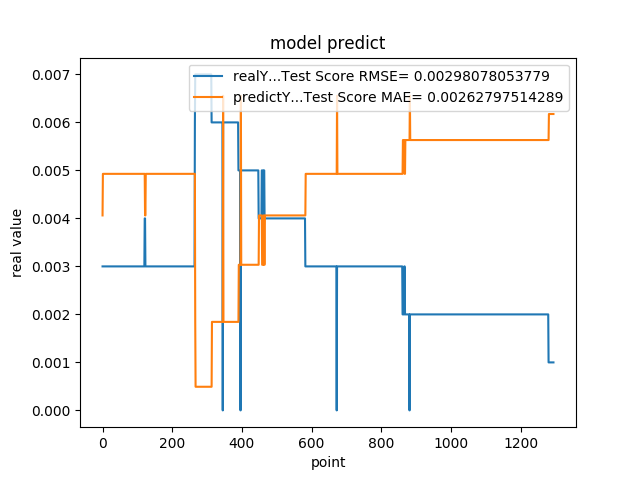 model predict
realY...Test Score RMSE= 0.00298078053779
predictY...Test Score MAE= 0.00262797514289
0.007
0.006
0.005
0.004
0.003
0.002
0.001
0.000
real value
0 200 400 600 800 1000 1200
point